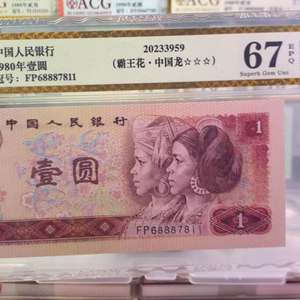 ACG
中国人民银行
1980年壹圆
冠号: FP68887811
20233959
(霸王花·中国龙☆☆☆)
67
EPQ
Superb Gem Unc
中国人民银行
1
壹圆
FP68887811
1